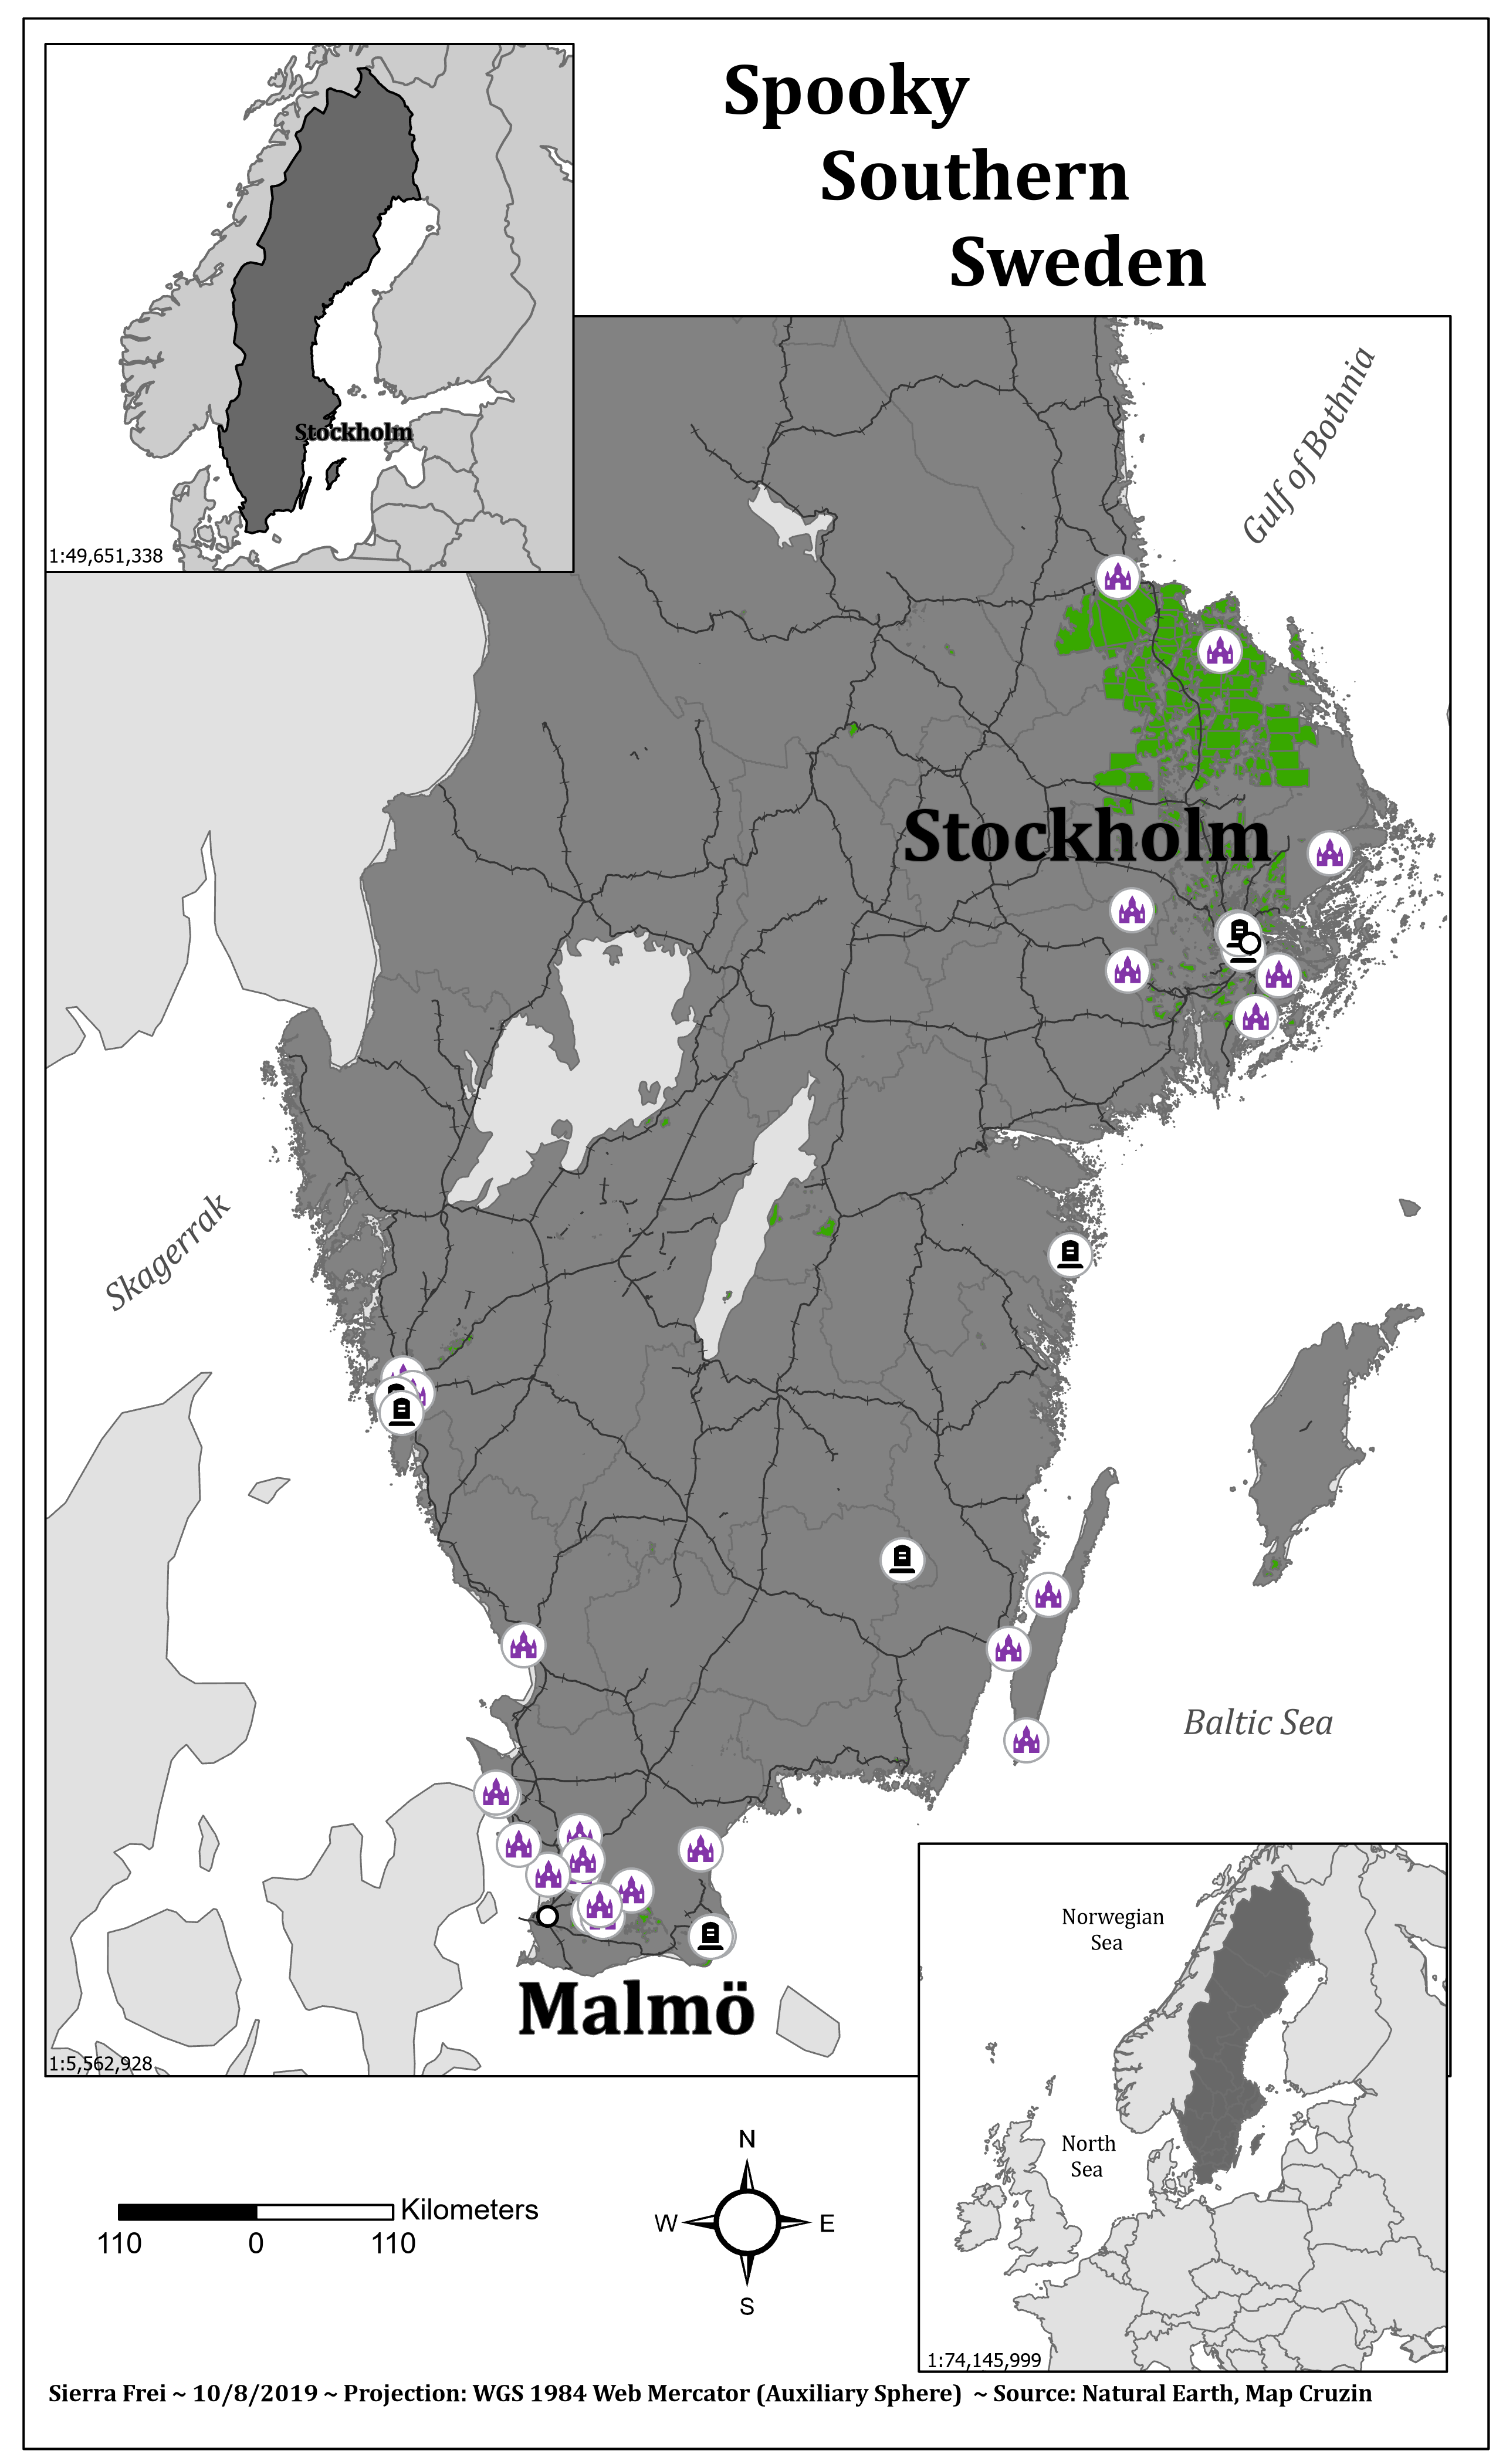 Spooky
Southern
Sweden
Stockholm
1:49,651,338
Gulf of Bothnia
Stockholm
Skagerrak
Baltic Sea
Malmö
1:5,562,928
Norwegian
Sea
North
Sea
1:74,145,999
Kilometers
110 0 110
N
W E
S
Sierra Frei ~ 10/8/2019 ~ Projection: WGS 1984 Web Mercator (Auxiliary Sphere) ~ Source: Natural Earth, Map Cruzin